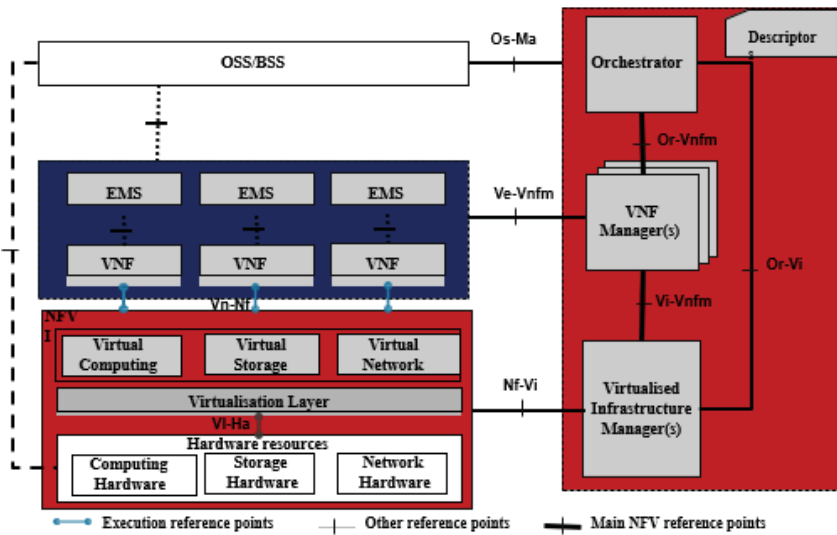 Os-Ma
Descriptor
s
OSS/BSS
Orchestrator
Or-Vnfm
EMS
EMS
EMS
Ve-Vnfm
VNF
Manager(s)
VNF
VNF
VNF
Or-Vi
Vn-Nf
Vi-Vnfm
NFV
I
Virtual
Computing
Virtual
Storage
Virtual
Network
Nf-Vi
Virtualised
Infrastructure
Manager(s)
Virtualisation Layer
VI-Ha
Hardware resources
Computing
Hardware
Storage
Hardware
Network
Hardware
Execution reference points
Other reference points
Main NFV reference points